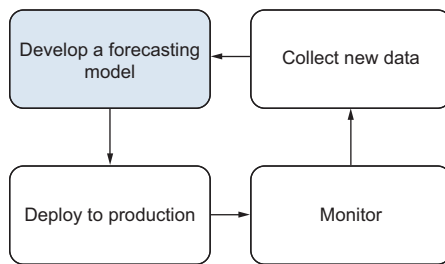 Develop a forecasting
model
Collect new data
Deploy to production
Monitor